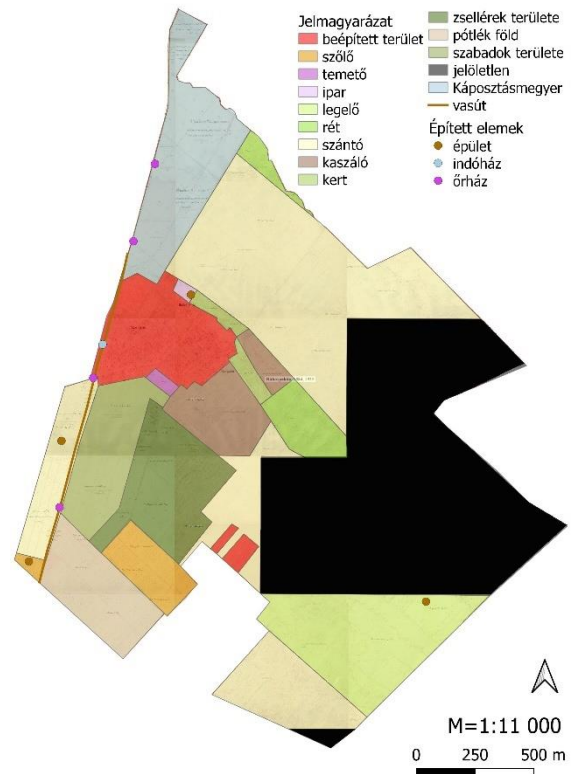 Jelmagyarázat
beépített terület
szőlő
temető
ipar
legelő
rét
szántó
kaszáló
kert
zsellérek területe
pótlék föld
szabadok területe
jelöletlen
Káposztásmegyer
vasút
Épített elemek
épület
indóház
őrház
M=1:11 000
0 250 500 m